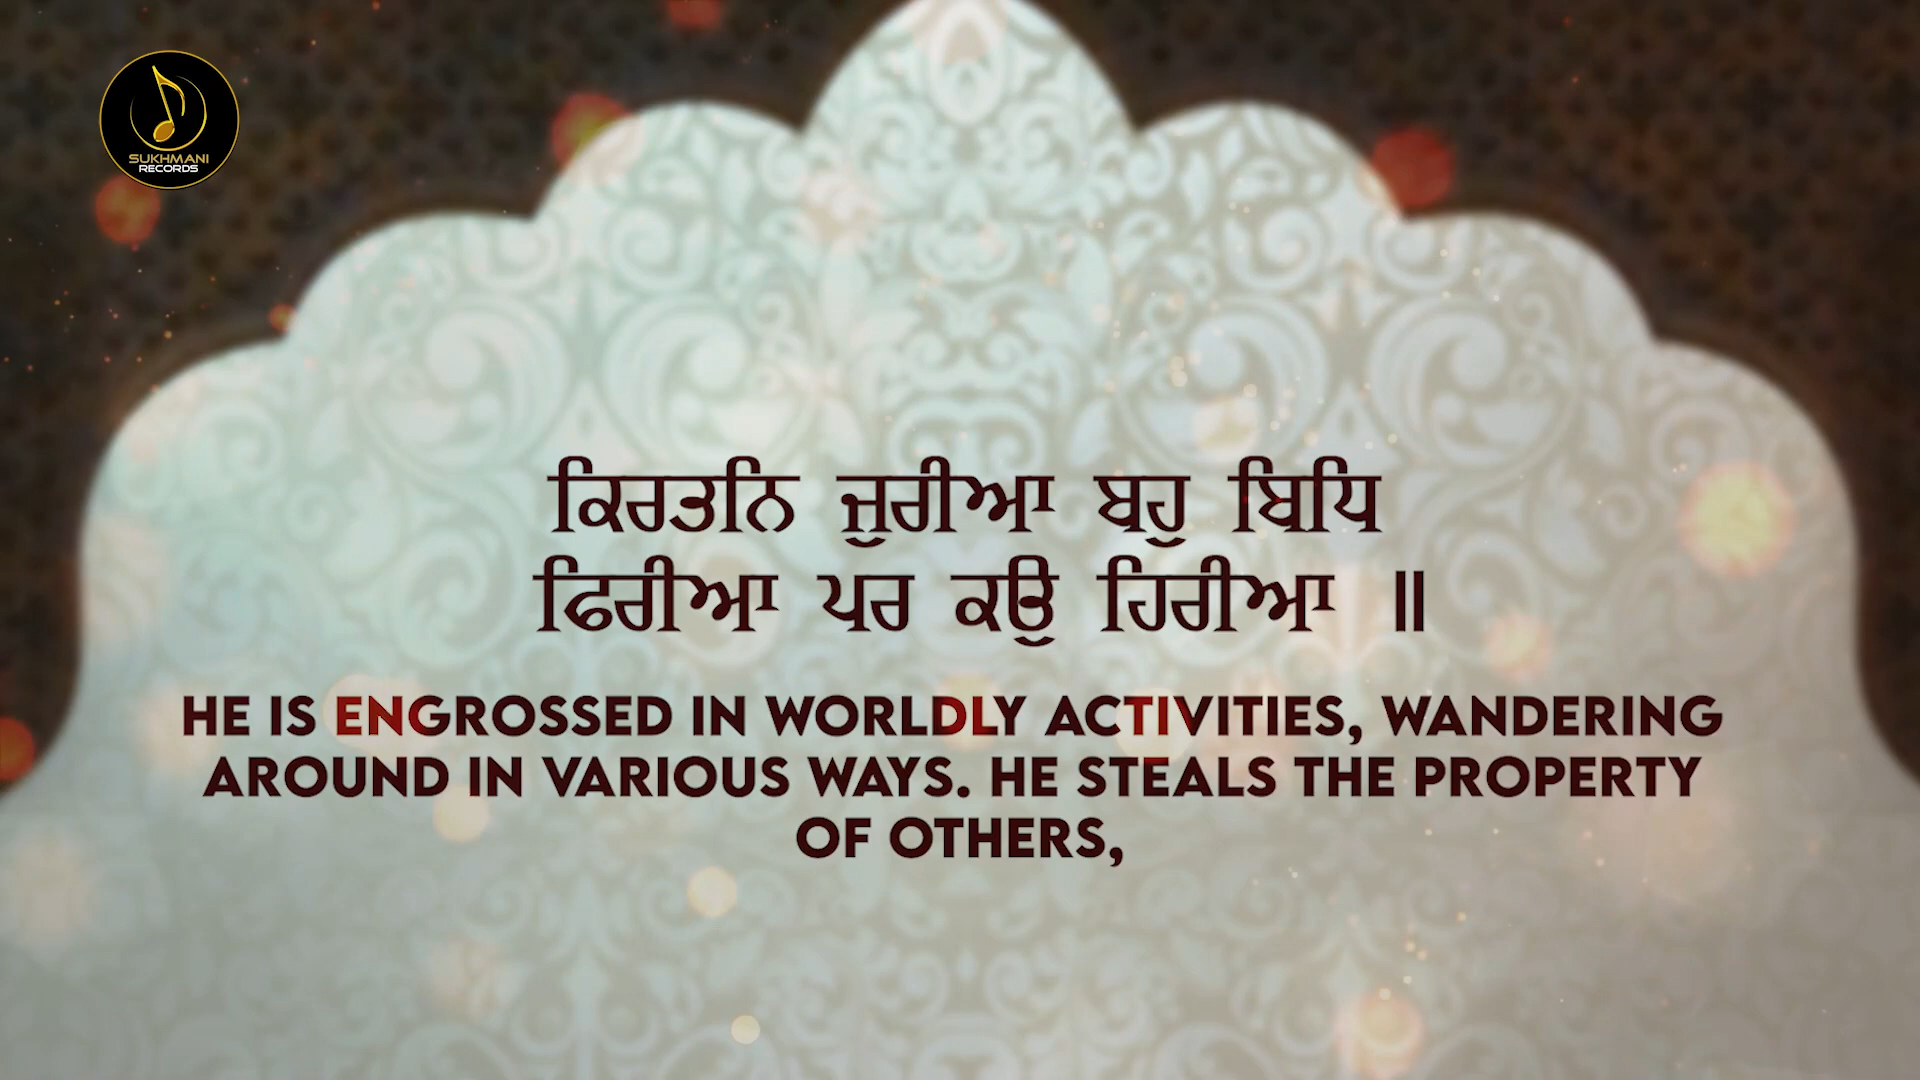 SUKHMANI
RECORDS
ਕਿਰਤਨਿ ਜੁਰੀਆ ਬਹੁ ਬਿਧਿ
ਫਿਰੀਆ ਪਰ ਕਉ ਹਿਰੀਆ ॥
HE IS ENGROSSED IN WORLDLY ACTIVITIES, WANDERING
AROUND IN VARIOUS WAYS. HE STEALS THE PROPERTY
OF OTHERS,